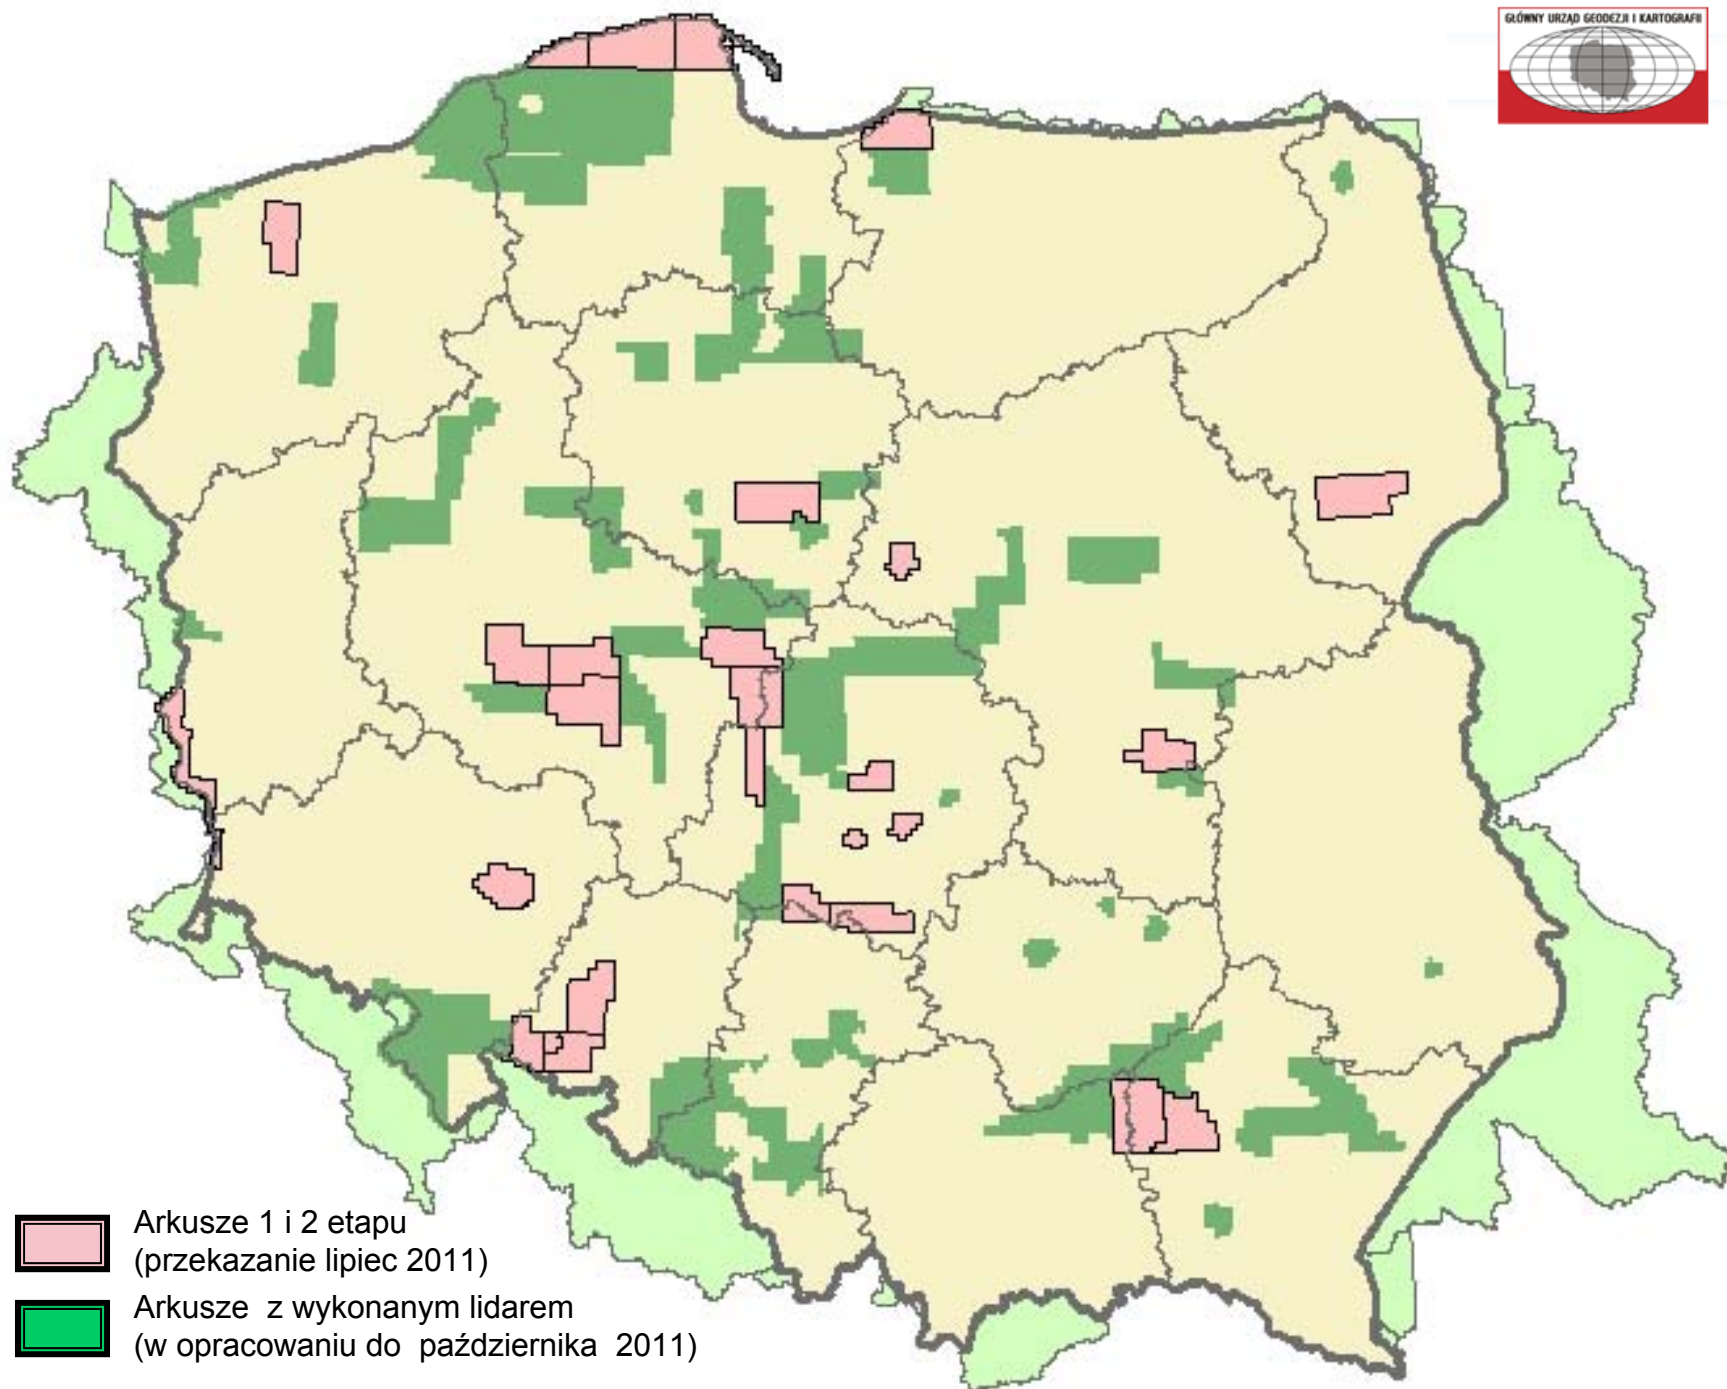 GŁÓWNY URZĄD GEODEZJI I KARTOGRAFII
Arkusze 1 i 2 etapu
(przekazanie lipiec 2011)
Arkusze z wykonanym lidarem
(w opracowaniu do października 2011)